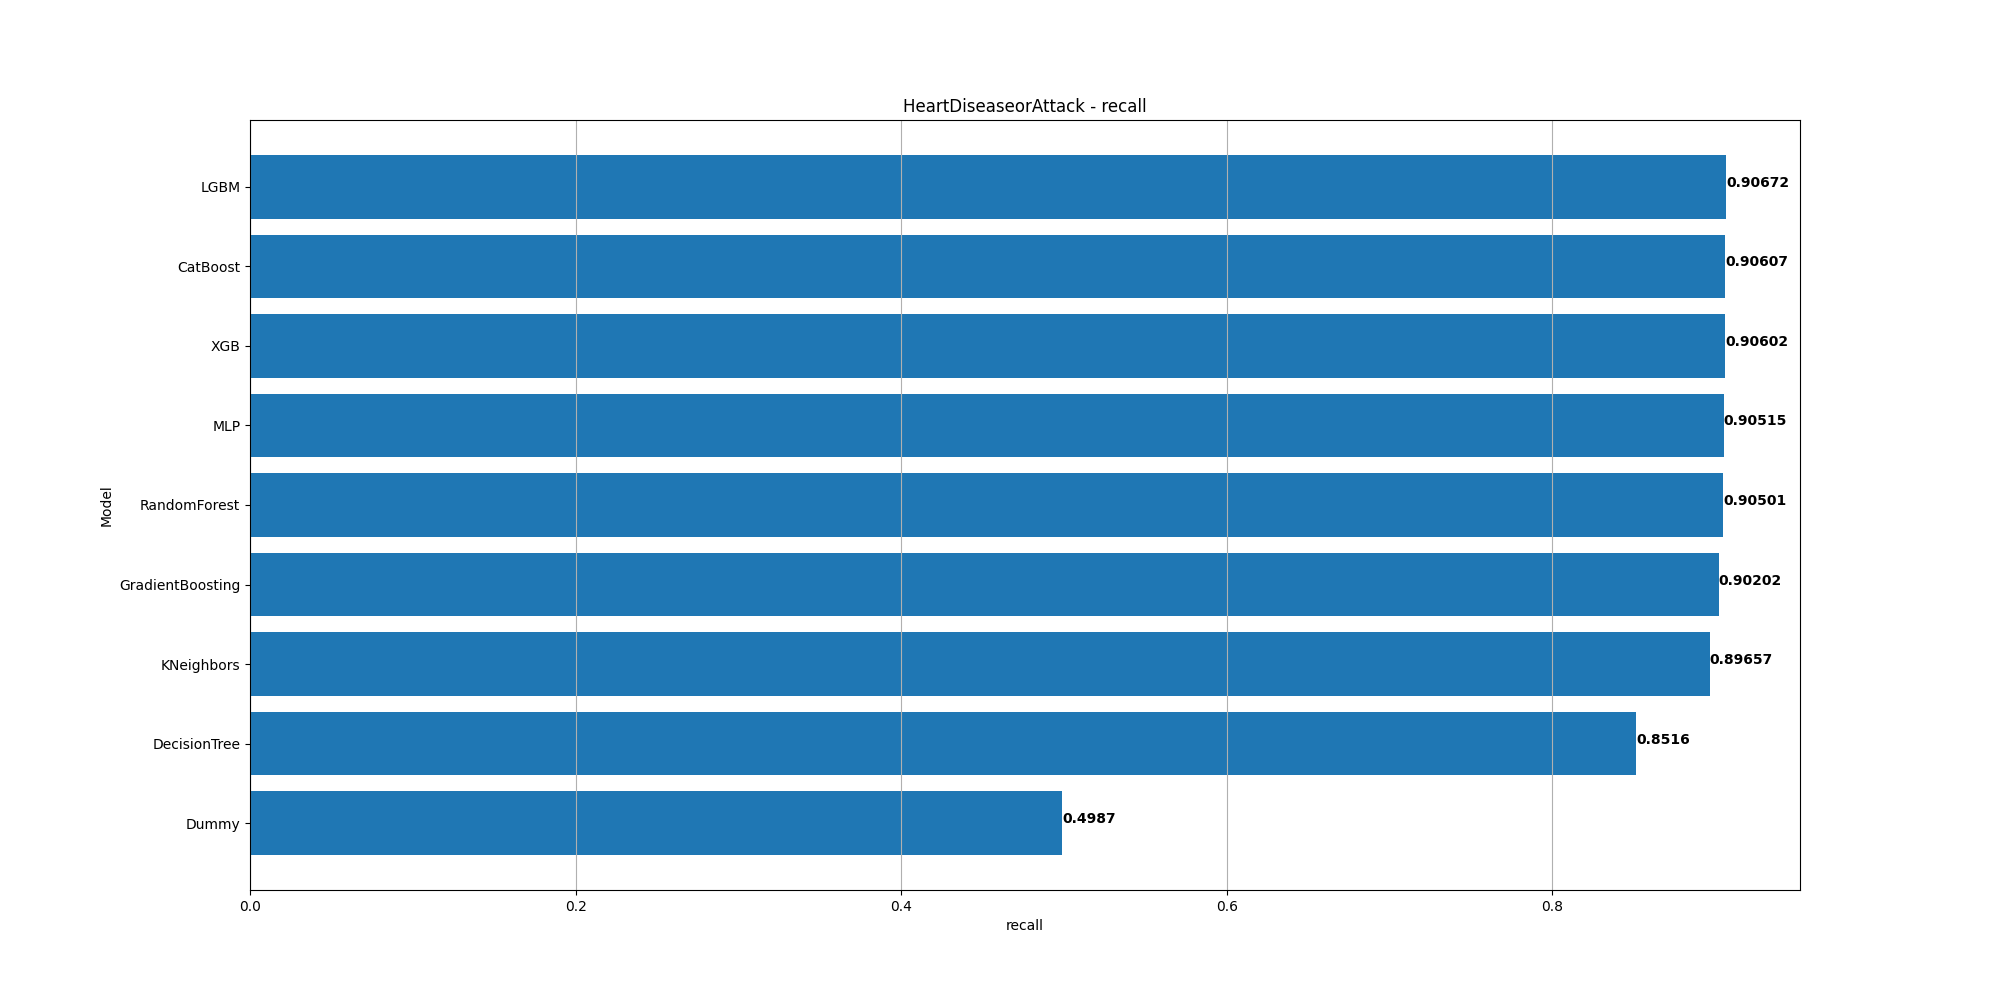 HeartDiseaseorAttack - recall
LGBM
0.90672
CatBoost
0.90607
XGB
0.90602
MLP
0.90515
RandomForest
0.90501
GradientBoosting
0.90202
KNeighbors
0.89657
DecisionTree
0.8516
Dummy
0.4987
Model
0.0 0.2 0.4 0.6 0.8
recall